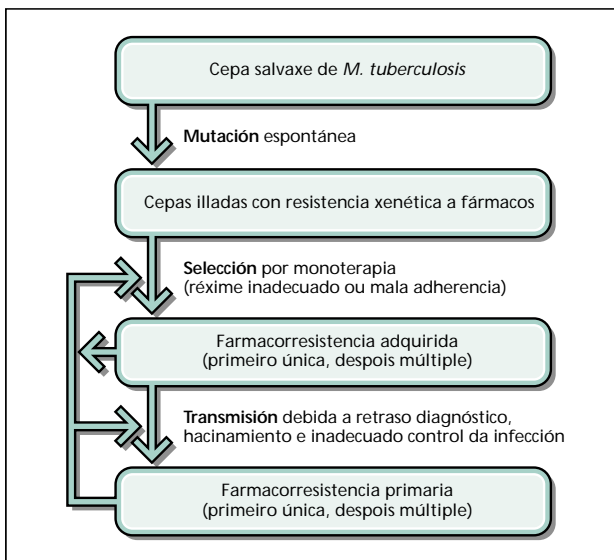 Cepa salvaxe de M. tuberculosis
Mutación espontánea
Cepas illadas con resistencia xenética a fármacos
Selección por monoterapia
(réxime inadecuado ou mala adherencia)
Farmacorresistencia adquirida
(primeiro única, despois múltiple)
Transmisión debida a retraso diagnóstico,
hacinamiento e inadecuado control da infección
Farmacorresistencia primaria
(primeiro única, despois múltiple)